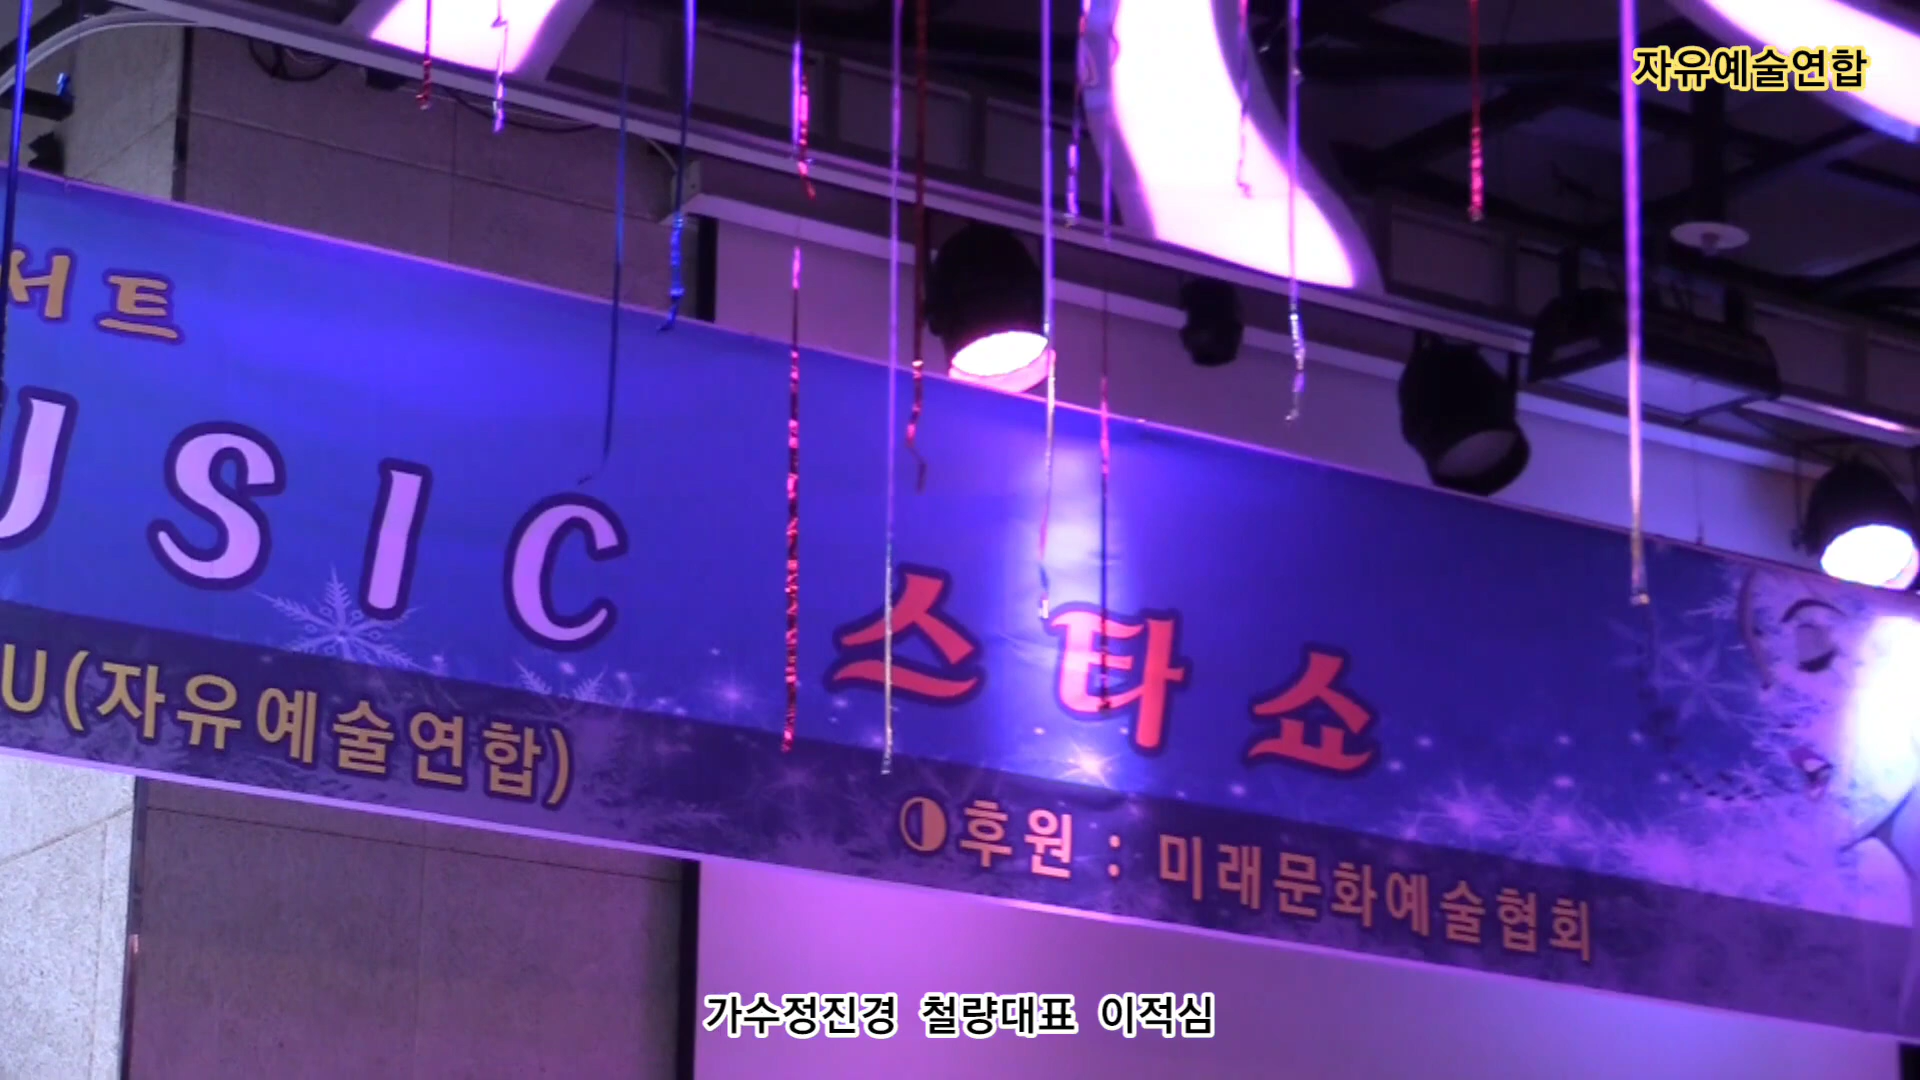 자유예술연합
서트
USIC 스타쇼
U(자유예술연합)
후원 : 미래문화예술협회
가수정진경 철량대표 이적심